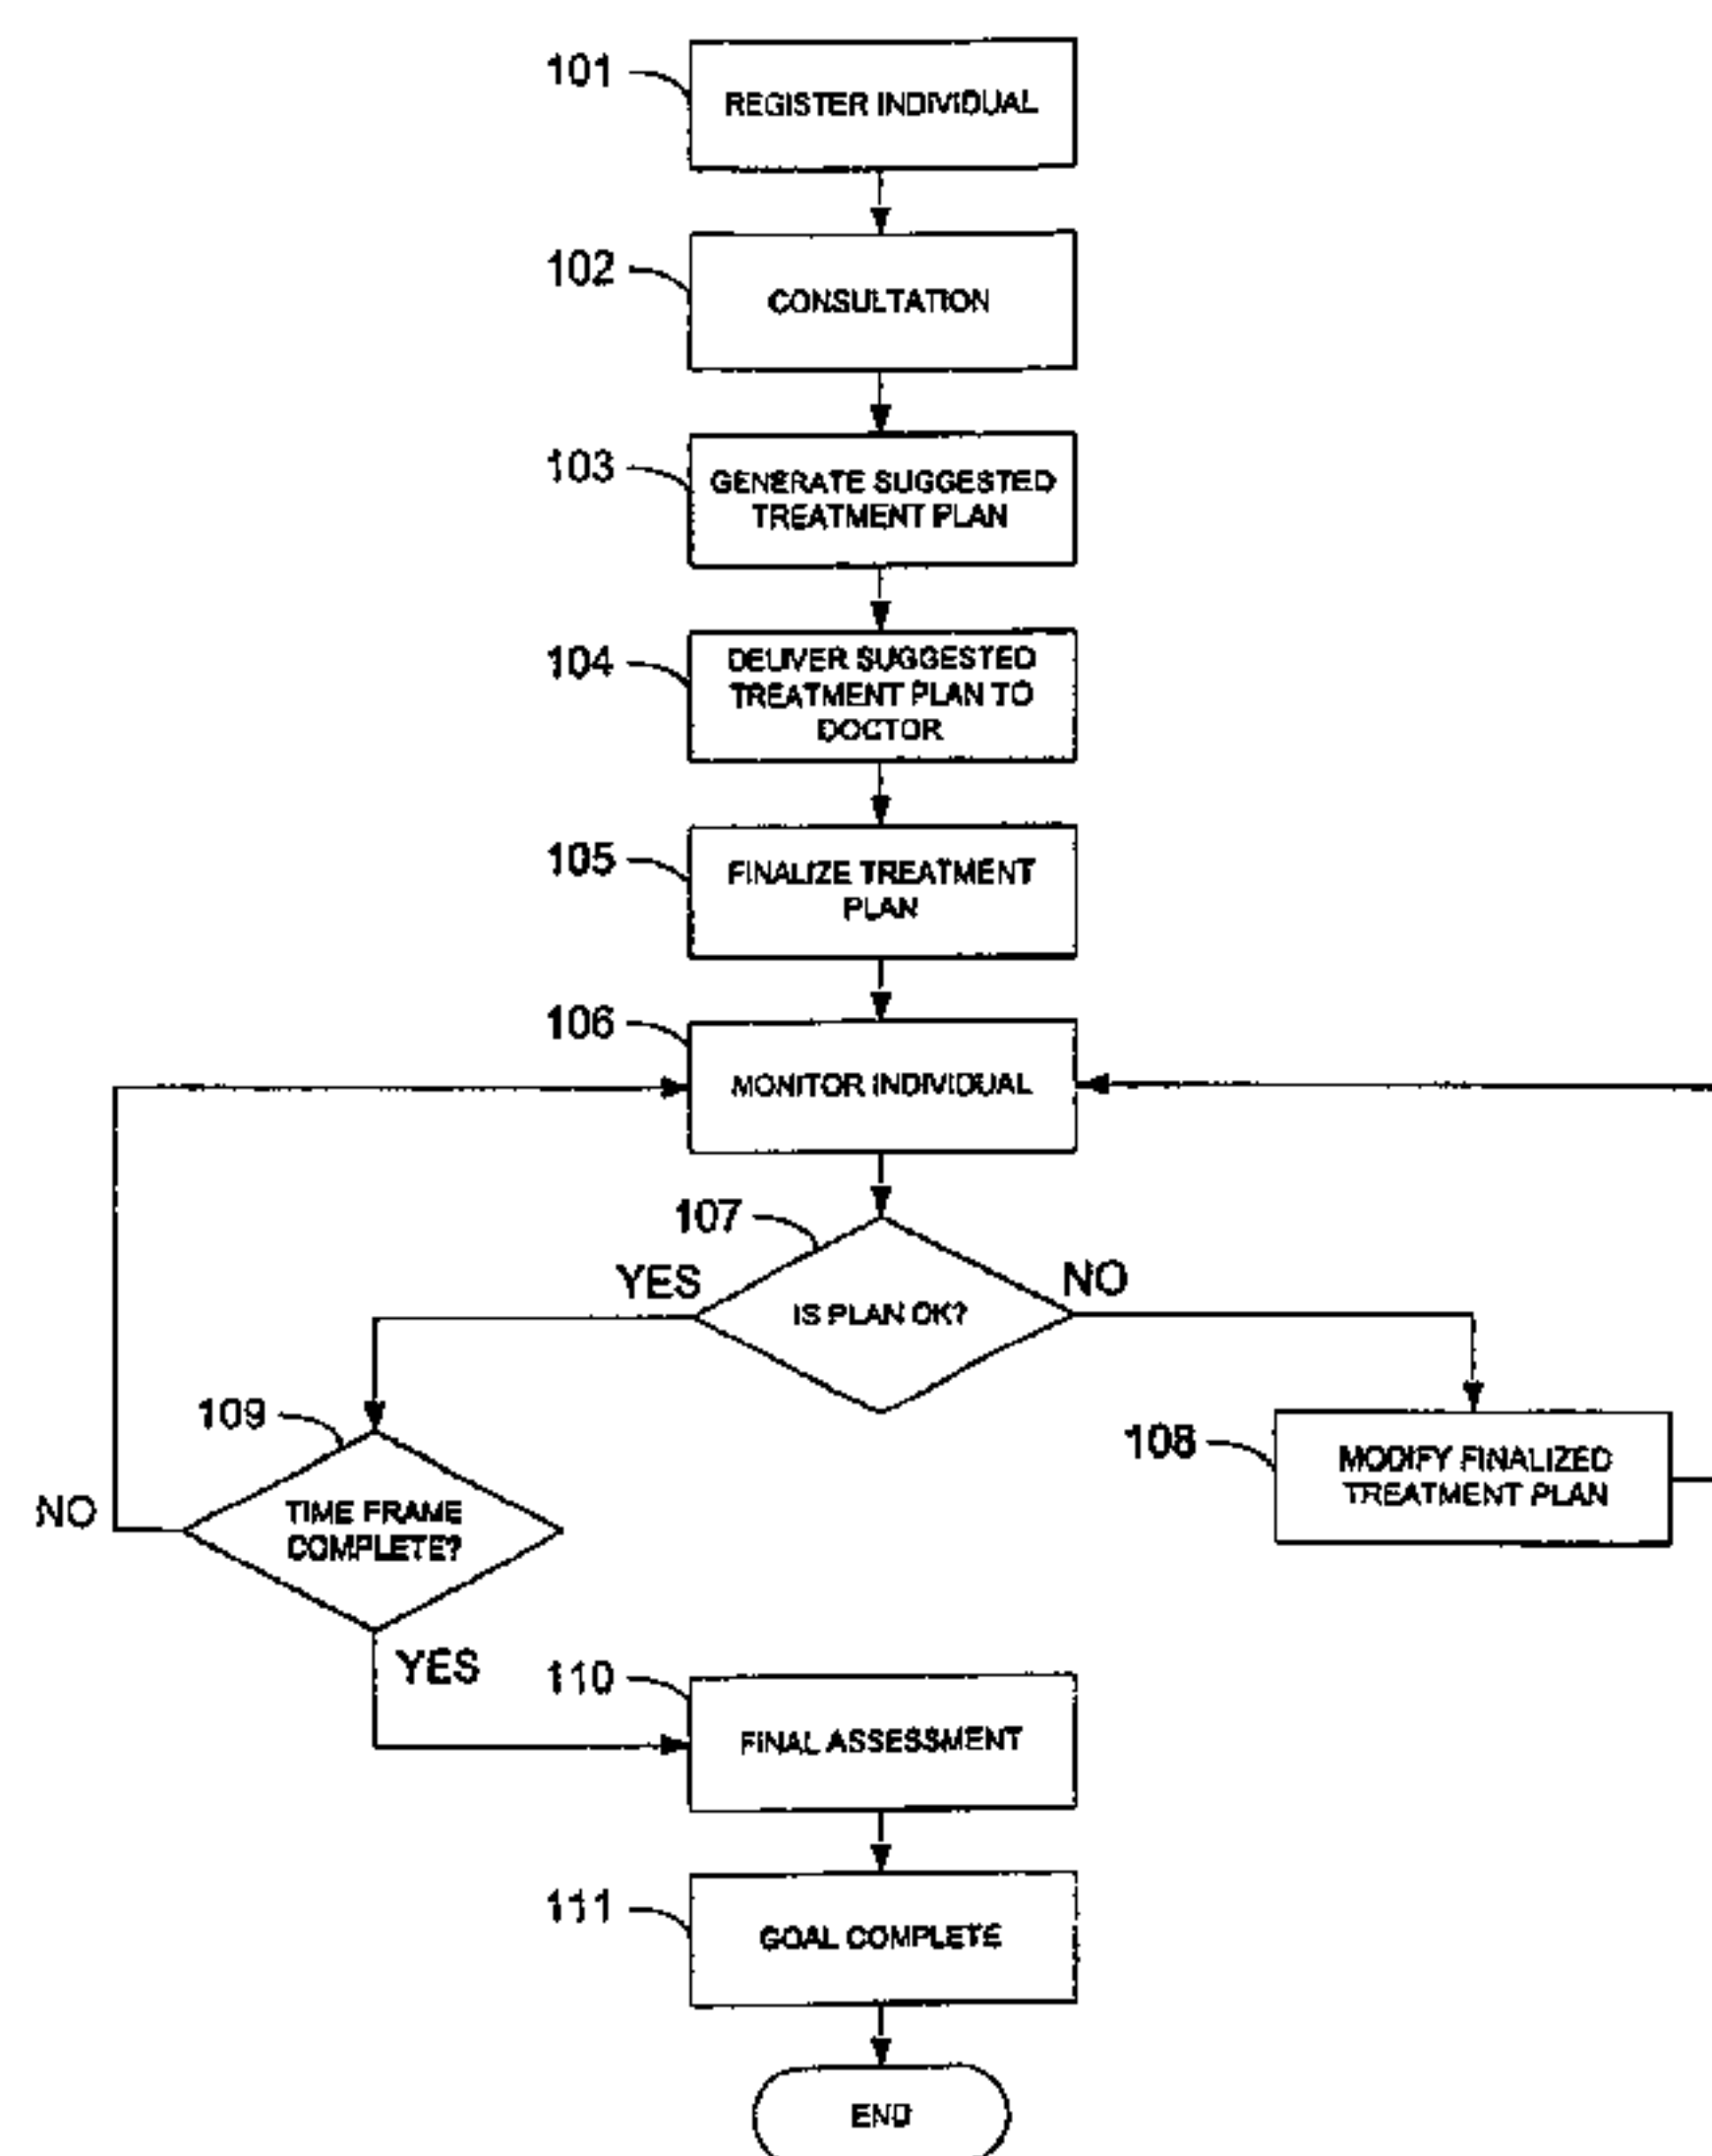 101
REGISTER INDIVIDUAL
102
CONSULTATION
103
GENERATE SUGGESTED
TREATMENT PLAN
104
DELIVER SUGGESTED
TREATMENT PLAN TO
DOCTOR
105
FINALIZE TREATMENT
PLAN
106
MONITOR INDIVIDUAL
107
YES
NO
IS PLAN OK?
109
108
MODIFY FINALIZED
TREATMENT PLAN
NO
TIME FRAME
COMPLETE?
YES
110
FINAL ASSESSMENT
111
GOAL COMPLETE
END